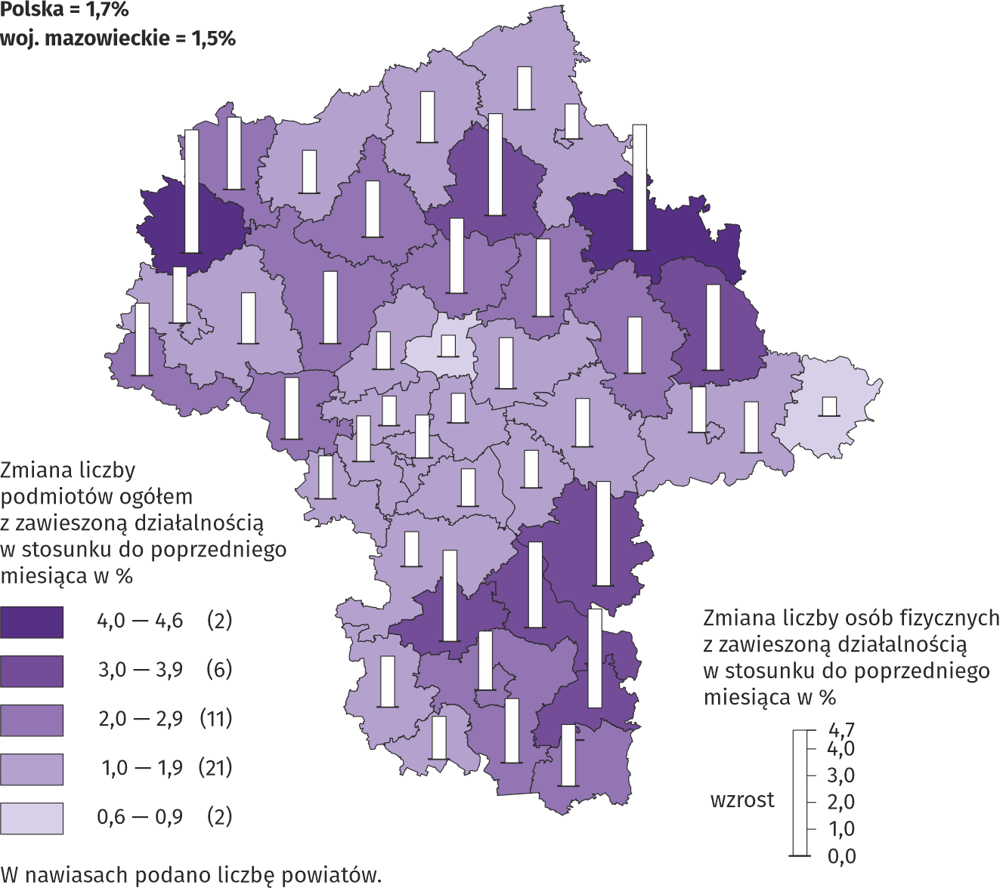 Polska = 1,7%
woj. mazowieckie = 1,5%
Zmiana liczby
podmiotów ogółem
z zawieszoną działalnością
w stosunku do poprzedniego
miesiąca w %
4,0 — 4,6 (2)
3,0 — 3,9 (6)
2,0 — 2,9 (11)
1,0 — 1,9 (21)
0,6 — 0,9 (2)
W nawiasach podano liczbę powiatów.
Zmiana liczby osób fizycznych
z zawieszoną działalnością
w stosunku do poprzedniego
miesiąca w %
4,7
4,0
3,0
wzrost 2,0
1,0
0,0